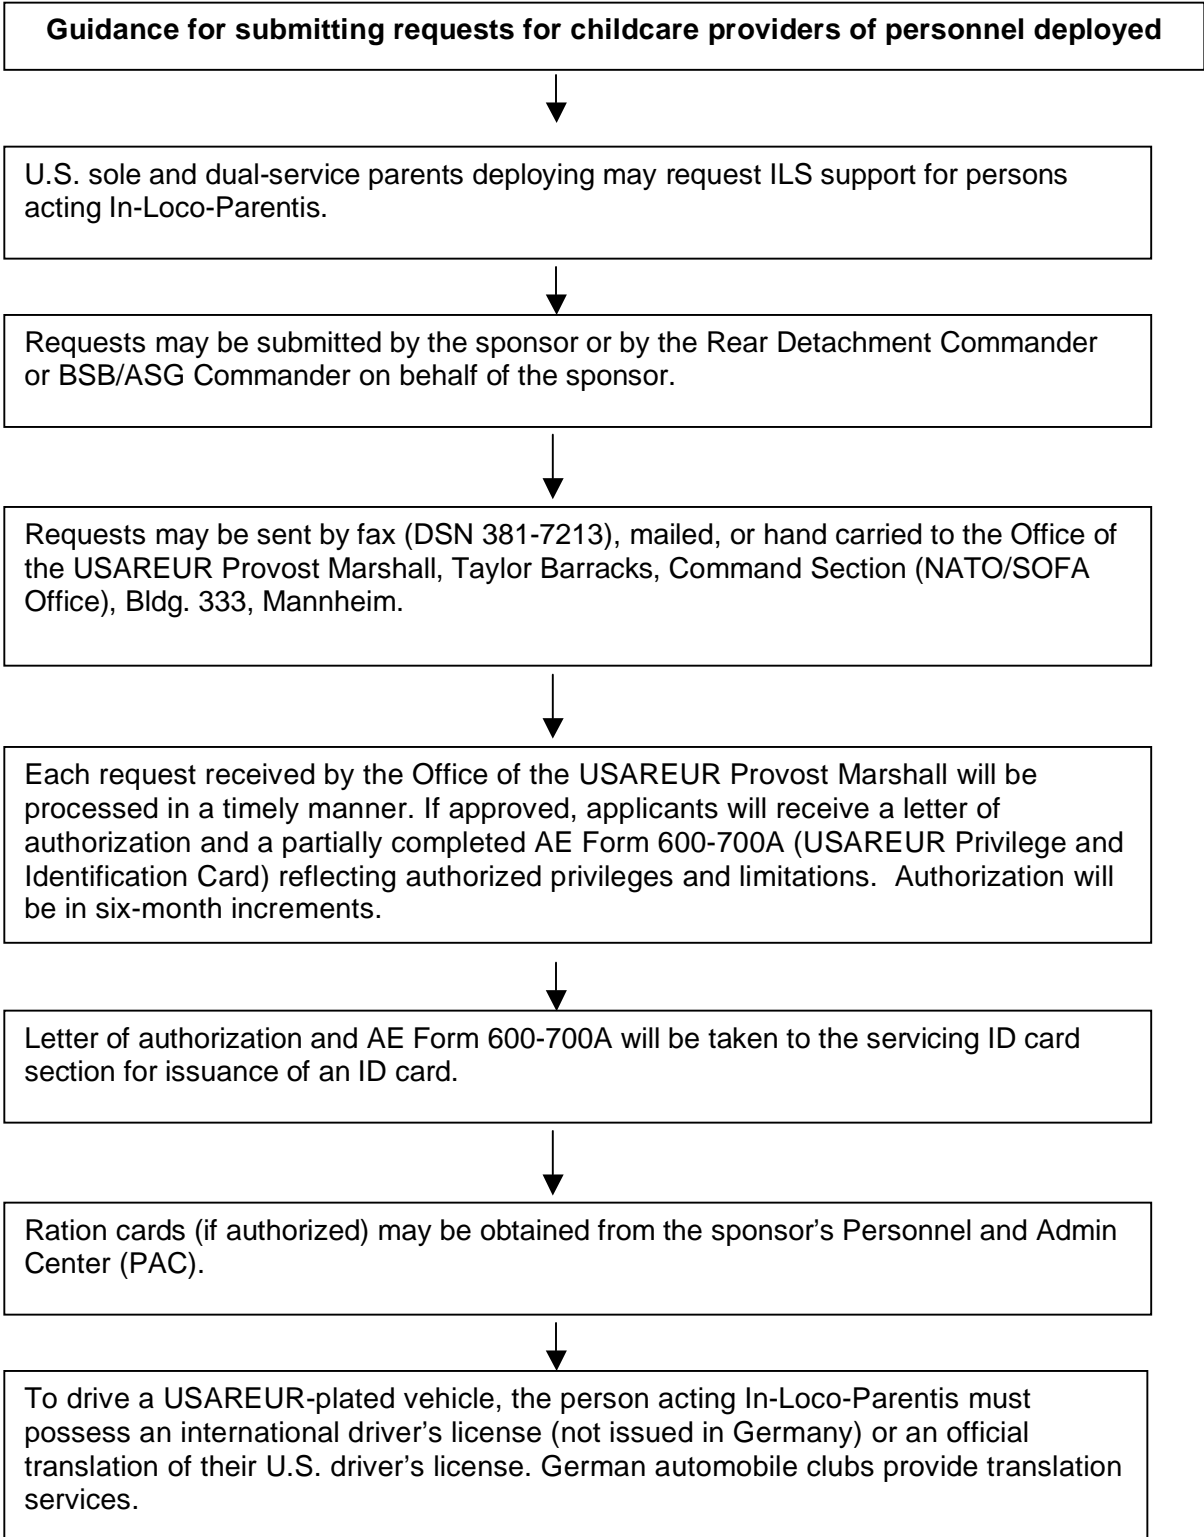 Guidance for submitting requests for childcare providers of personnel deployed
U.S. sole and dual-service parents deploying may request ILS support for persons
acting In-Loco-Parentis.
Requests may be submitted by the sponsor or by the Rear Detachment Commander
or BSB/ASG Commander on behalf of the sponsor.
Requests may be sent by fax (DSN 381-7213), mailed, or hand carried to the Office of
the USAREUR Provost Marshall, Taylor Barracks, Command Section (NATO/SOFA
Office), Bldg. 333, Mannheim.
Each request received by the Office of the USAREUR Provost Marshall will be
processed in a timely manner. If approved, applicants will receive a letter of
authorization and a partially completed AE Form 600-700A (USAREUR Privilege and
Identification Card) reflecting authorized privileges and limitations.  Authorization will
be in six-month increments.
Letter of authorization and AE Form 600-700A will be taken to the servicing ID card
section for issuance of an ID card.
Ration cards (if authorized) may be obtained from the sponsor’s Personnel and Admin
Center (PAC).
To drive a USAREUR-plated vehicle, the person acting In-Loco-Parentis must
possess an international driver’s license (not issued in Germany) or an official
translation of their U.S. driver’s license. German automobile clubs provide translation
services.